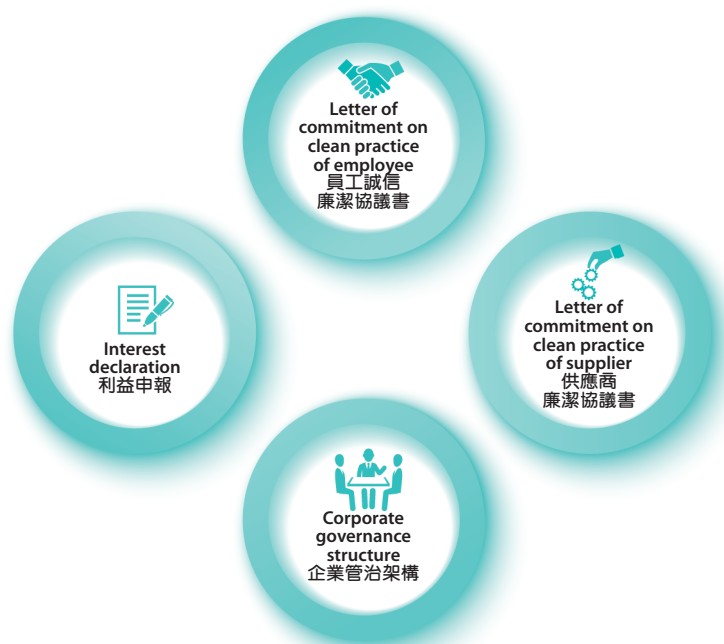 Letter of
commitment on
clean practice
of employee
員工誠信
廉潔協議書
Interest
declaration
利益申報
Letter of
commitment on
clean practice
of supplier
供應商
廉潔協議書
Corporate
governance
structure
企業管治架構